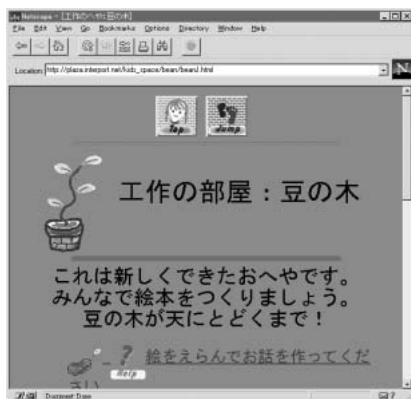 Netscape - [工作のへや:豆の木]
File Edit View Go Bookmarks Options Directory Window Help
Location: http://plaza.interport.net/kids_space/bean/beanJ.html
N
Top
Jump
工作の部屋：豆の木
これは新しくできたおへやです。
みんなで絵本をつくりましょう。
豆の木が天にとどくまで！
Help
絵をえらんでお話を作ってくだ
さい
Document: Done